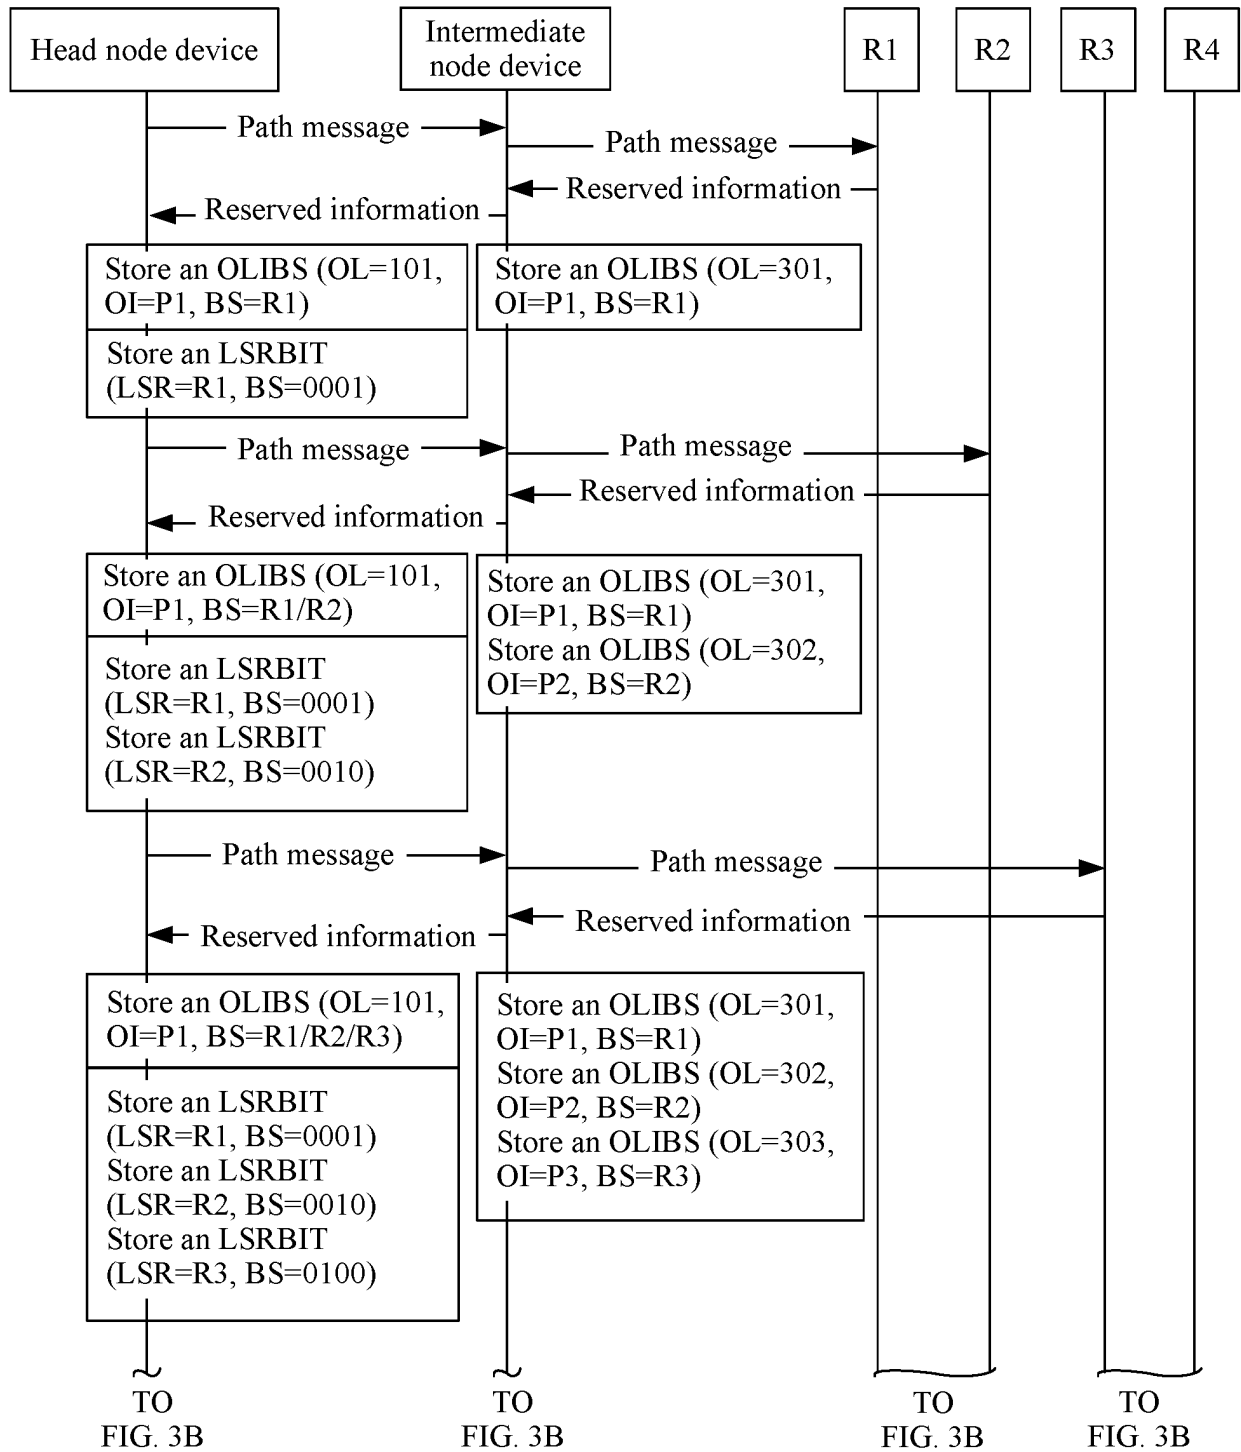 Head node device
Intermediate
node device
R1
R2
R3
R4
Path message
Path message
Reserved information
Reserved information
Store an OLIBS (OL=101,
OI=P1, BS=R1)
Store an OLIBS (OL=301,
OI=P1, BS=R1)
Store an LSRBIT
(LSR=R1, BS=0001)
Path message
Path message
Reserved information
Reserved information
Store an OLIBS (OL=101,
OI=P1, BS=R1/R2)
Store an LSRBIT
(LSR=R1, BS=0001)
Store an LSRBIT
(LSR=R2, BS=0010)
Store an OLIBS (OL=301,
OI=P1, BS=R1)
Store an OLIBS (OL=302,
OI=P2, BS=R2)
Path message
Path message
Reserved information
Reserved information
Store an OLIBS (OL=101,
OI=P1, BS=R1/R2/R3)
Store an LSRBIT
(LSR=R1, BS=0001)
Store an LSRBIT
(LSR=R2, BS=0010)
Store an LSRBIT
(LSR=R3, BS=0100)
Store an OLIBS (OL=301,
OI=P1, BS=R1)
Store an OLIBS (OL=302,
OI=P2, BS=R2)
Store an OLIBS (OL=303,
OI=P3, BS=R3)
TO
FIG. 3B
TO
FIG. 3B
TO
FIG. 3B
TO
FIG. 3B